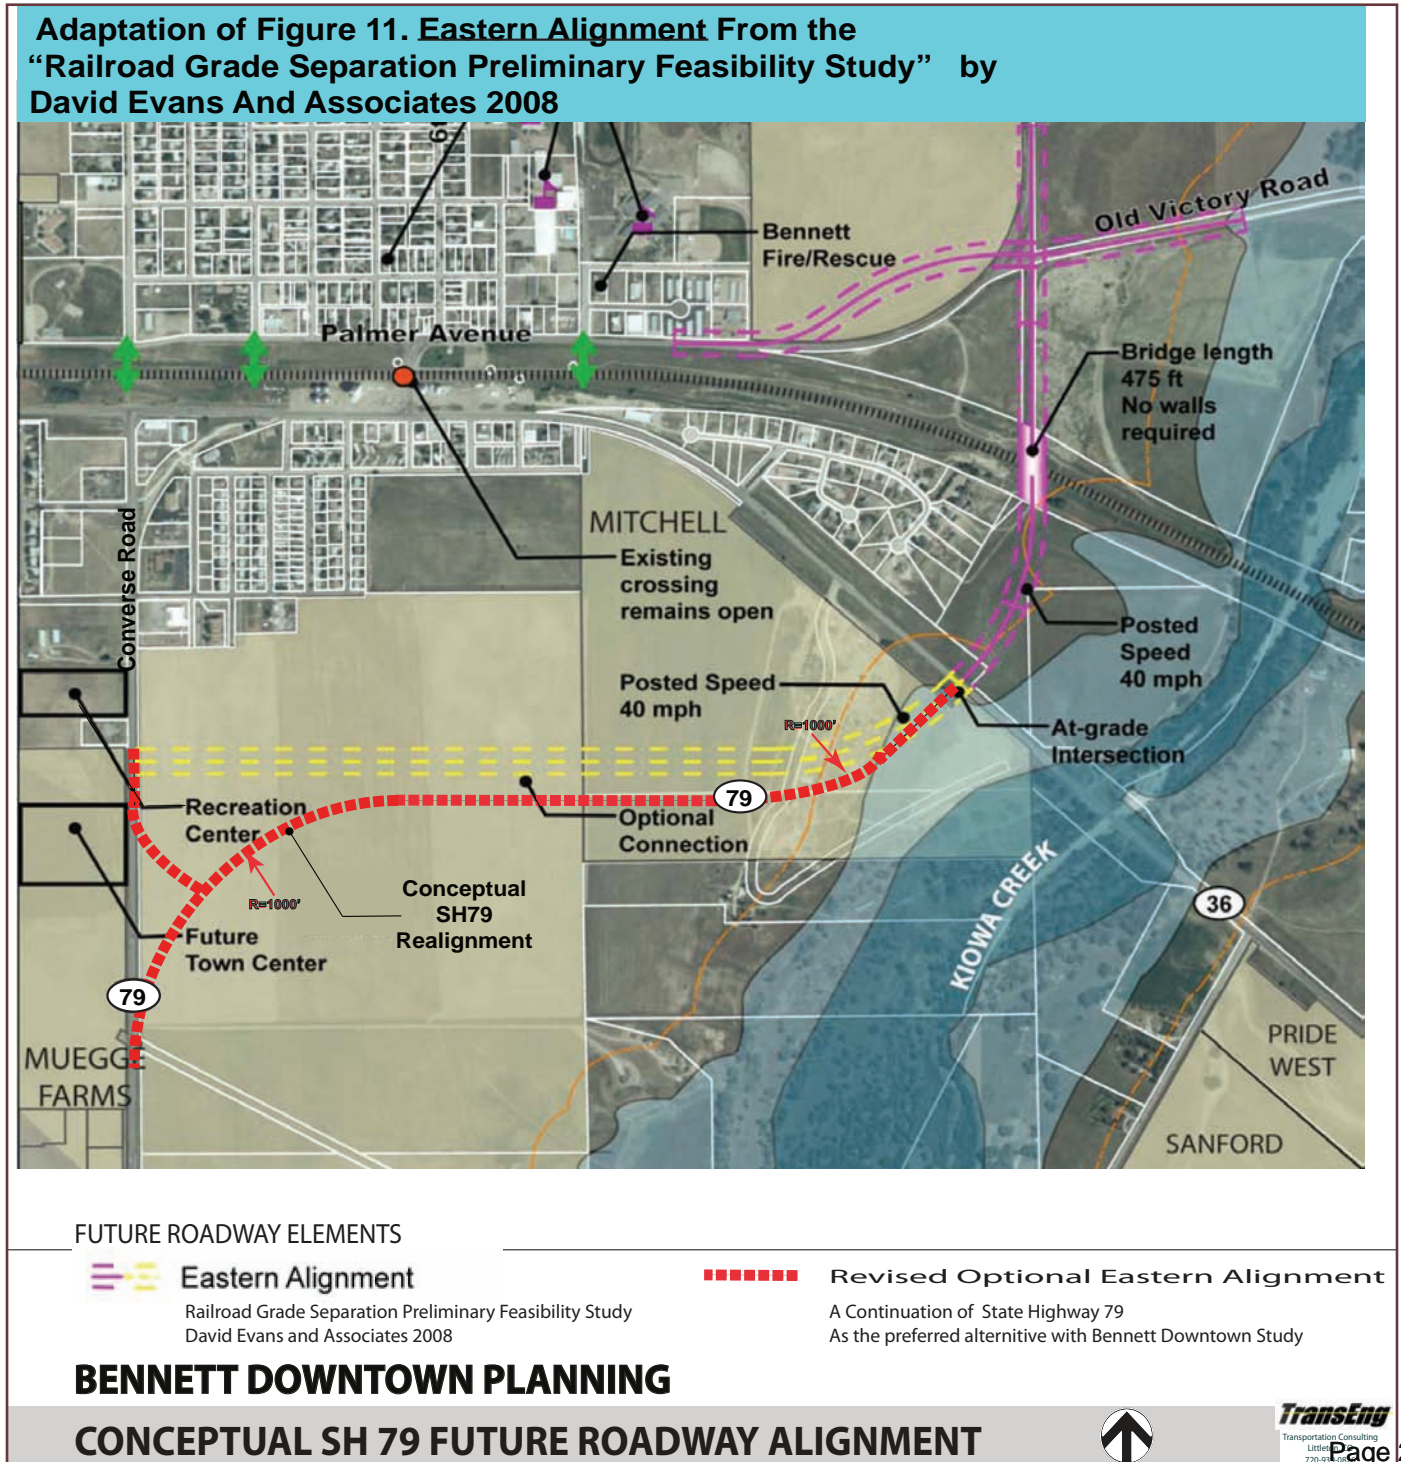 Adaptation of Figure 11. Eastern Alignment From the
“Railroad Grade Separation Preliminary Feasibility Study” by
David Evans And Associates 2008
Old Victory Road
Bennett
Fire/Rescue
Palmer Avenue
Bridge length
475 ft
No walls
required
Converse Road
MITCHELL
Existing
crossing
remains open
Posted
Speed
40 mph
Posted Speed
40 mph
R=1000'
At-grade
Intersection
79
Recreation
Center
Optional
Connection
R=1000'
Conceptual
SH79
Realignment
36
KIOWA CREEK
Future
Town Center
79
MUEGGE
FARMS
PRIDE
WEST
SANFORD
FUTURE ROADWAY ELEMENTS
Eastern Alignment
Railroad Grade Separation Preliminary Feasibility Study
David Evans and Associates 2008
Revised Optional Eastern Alignment
A Continuation of State Highway 79
As the preferred alternitive with Bennett Downtown Study
BENNETT DOWNTOWN PLANNING
CONCEPTUAL SH 79 FUTURE ROADWAY ALIGNMENT
TransEng
Transportation Consulting
Page